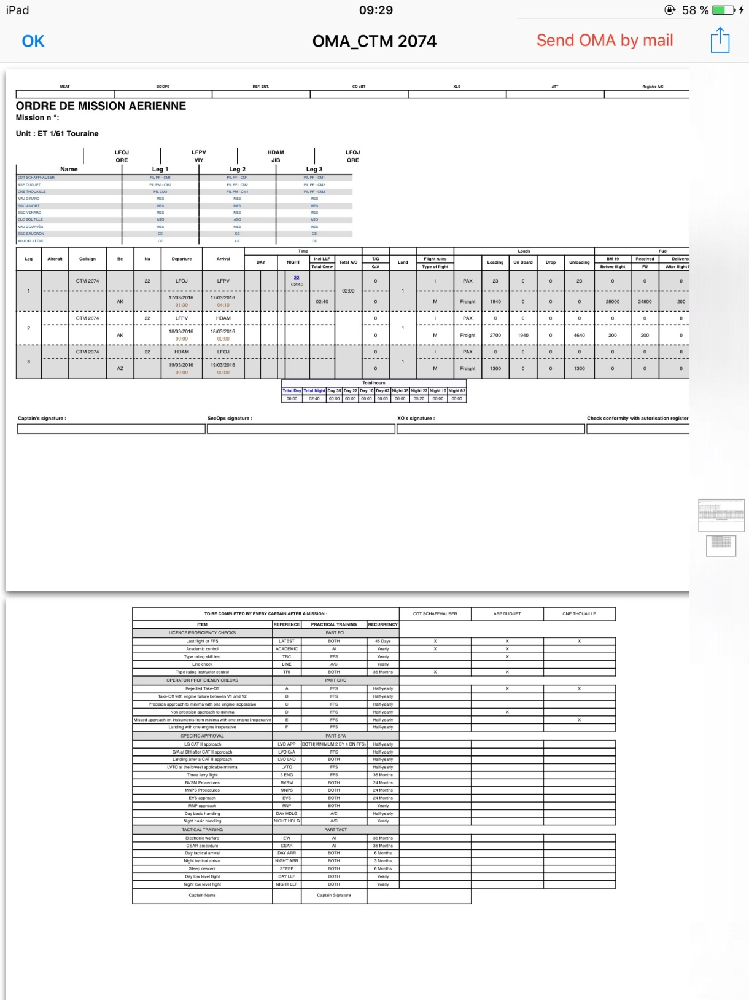 iPad 09:29 58 %
OK OMA_CTM 2074 Send OMA by mail
MEAT SICOPS REF. ENT. CO +BT XLS ATT Registre A/C
ORDRE DE MISSION AERIENNE
Mission n °:
Unit : ET 1/61 Touraine
LFOJ LFPV HDAM LFOJ
ORE VIY JIB ORE
Name Leg 1 Leg 2 Leg 3
CDT SCHAFFHAUSER PIL PF - CM1 PIL PF - CM1 PIL PF - CM1
ASP DUGUET PIL PM - CM2 PIL PF - CM2 PIL PF - CM2
CNE THOUAILLE PIL CM3 PIL PM - CM1 PIL PF - CM2
MAJ GIRARD MES MES MES
SGC ANIORT MES MES MES
SGC VENARD MES MES MES
CLC SOUTILLE ASO ASO ASO
MAJ GOURVÈS MES MES MES
SGC BAUDRON CE CE CE
ADJ DELATTRE CE CE CE
Time Loads Fuel
Leg Aircraft Callsign Be Na Departure Arrival DAY NIGHT Incl LLF Total A/C T/G Land Flight rules Loading On Board Drop Unloading BM 19 Received Delivered
Total Crew G/A Type of flight Before flight FU After flight
1 CTM 2074 22 LFOJ LFPV 22 02:40 02:00 0 1 I PAX 23 0 0 23 0 0 0
AK 17/03/2016 17/03/2016 02:40 0 M Freight 1940 0 0 0 25000 24800 200
01:30 04:10
2 CTM 2074 22 LFPV HDAM 0 1 I PAX 0 0 0 0 0 0 0
AK 18/03/2016 18/03/2016 0 M Freight 2700 1940 0 4640 200 200 0
00:00 00:00
3 CTM 2074 22 HDAM LFOJ 0 1 I PAX 0 0 0 0 0 0 0
AZ 19/03/2016 19/03/2016 0 M Freight 1300 0 0 1300 0 0 0
00:00 00:00
Total hours
Total Day Total Night Day 35 Day 22 Day 10 Day 62 Night 35 Night 22 Night 10 Night 62
00:00 02:40 00:00 00:00 00:00 00:00 00:00 05:20 00:00 00:00
Captain's signature : SecOps signature : XO's signature : Check conformity with autorisation register
TO BE COMPLETED BY EVERY CAPTAIN AFTER A MISSION : CDT SCHAFFHAUSER ASP DUGUET CNE THOUAILLE
ITEM REFERENCE PRACTICAL TRAINING RECURRENCY
LICENCE PROFICIENCY CHECKS PART FCL
Last flight or FFS LATEST BOTH 45 Days X X X
Academic control ACADEMIC AI Yearly X X
Type rating skill test TRC FFS Yearly X
Line check LINE A/C Yearly
Type rating instructor control TRI BOTH 36 Months X X
OPERATOR PROFICIENCY CHECKS PART ORO
Rejected Take-Off A FFS Half-yearly X X
Take-Off with engine failure between V1 and V2 B FFS Half-yearly
Precision approach to minima with one engine inoperative C FFS Half-yearly
Non-precision approach to minima D FFS Half-yearly X
Missed approach on instruments from minima with one engine inoperative E FFS Half-yearly X
Landing with one engine inoperative F FFS Half-yearly
SPECIFIC APPROVAL PART SPA
ILS CAT II approach LVO APP BOTH(MINIMUM 2 BY 4 ON FFS) Half-yearly
G/A at DH after CAT II approach LVO G/A FFS Half-yearly
Landing after a CAT II approach LVO LND BOTH Half-yearly
LVTO at the lowest applicable minima LVTO FFS Half-yearly
Three ferry flight 3 ENG FFS 36 Months
RVSM Procedures RVSM BOTH 24 Months
MNPS Procedures MNPS BOTH 24 Months
EVS approach EVS BOTH 24 Months
RNP approach RNP BOTH Yearly
Day basic handling DAY HDLG A/C Half-yearly
Night basic handling NIGHT HDLG A/C Yearly
TACTICAL TRAINING PART TACT
Electronic warfare EW AI 36 Months
CSAR procedure CSAR AI 36 Months
Day tactical arrival DAY ARR BOTH 6 Months
Night tactical arrival NIGHT ARR BOTH 3 Months
Steep descent STEEP BOTH 6 Months
Day low level flight DAY LLF BOTH Yearly
Night low level flight NIGHT LLF BOTH Yearly
Captain Name Captain Signature